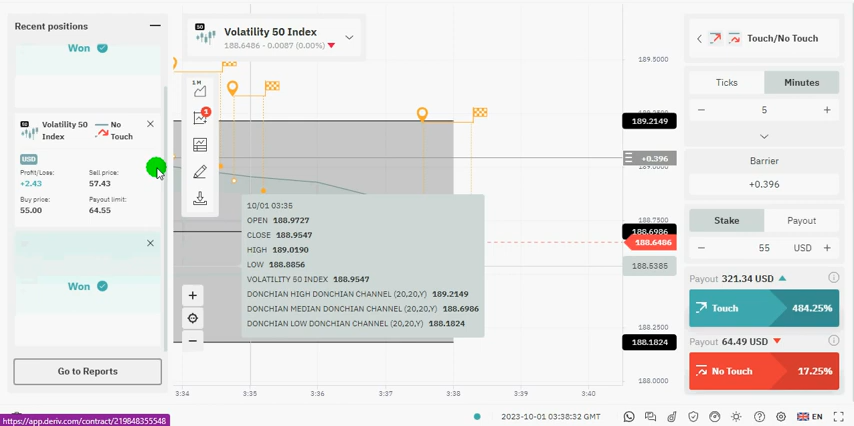 Recent positions
Won
50
Volatility 50
Index
No
Touch
USD
Profit/Loss:
Sell price:
+2.43
57.43
Buy price:
Payout limit:
55.00
64.55
Won
Go to Reports
https://app.deriv.com/contract/219848355548
50
Volatility 50 Index
188.6486 - 0.0087 (0.00%)
1 M
1
10/01 03:35
OPEN 188.9727
CLOSE 188.9547
HIGH 189.0190
LOW 188.8856
VOLATILITY 50 INDEX 188.9547
DONCHIAN HIGH DONCHIAN CHANNEL (20,20,Y) 189.2149
DONCHIAN MEDIAN DONCHIAN CHANNEL (20,20,Y) 188.6986
DONCHIAN LOW DONCHIAN CHANNEL (20,20,Y) 188.1824
189.5000
189.2149
+0.396
189.0000
188.7500
188.6986
188.6486
188.5385
188.2500
188.1824
188.0000
3:34
3:35
3:36
3:37
3:38
3:39
3:40
Touch/No Touch
Ticks
Minutes
5
Barrier
+0.396
Stake
Payout
55
USD
Payout 321.34 USD
Touch
484.25%
Payout 64.49 USD
No Touch
17.25%
2023-10-01 03:38:32 GMT
EN